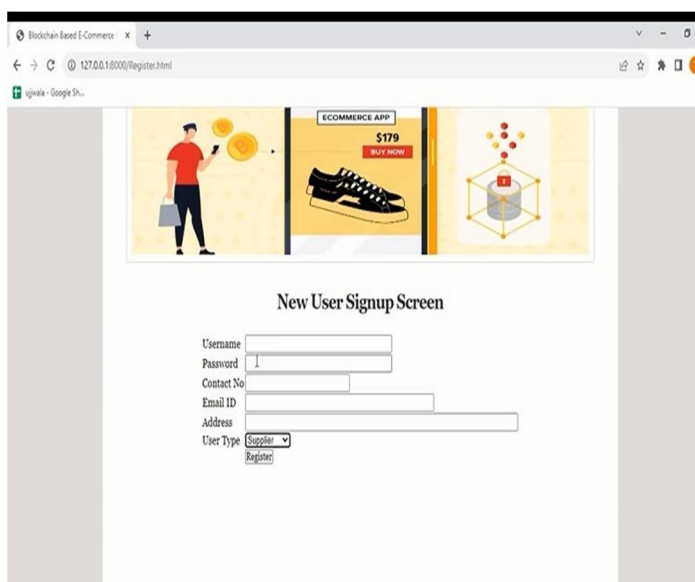 Blockchain Based E-Commerce
127.0.0.1:8000/Register.html
ujjwala - Google Sh...
ECOMMERCE APP
$179
BUY NOW
New User Signup Screen
Username
Password
Contact No
Email ID
Address
User Type Supplier
Register